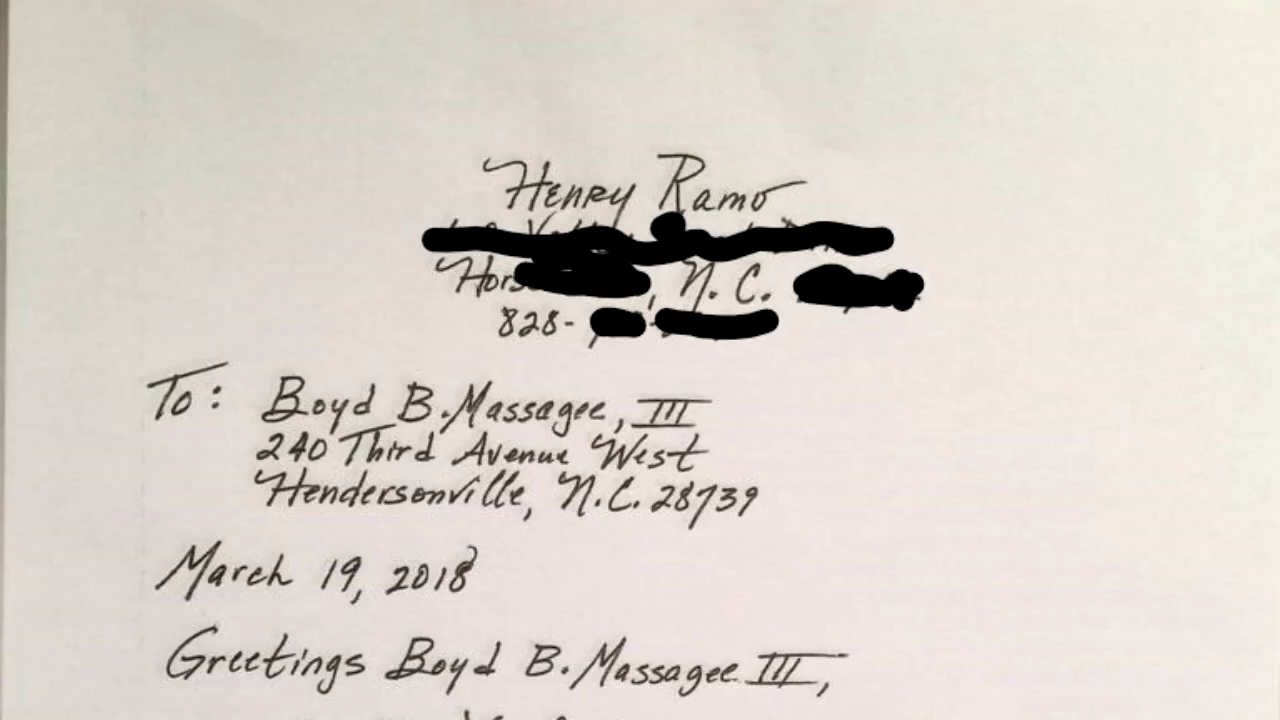 Henry Ramo
, N.C.
828-
To: Boyd B. Massagee, III
240 Third Avenue West
Hendersonville, N.C. 28739
March 19, 2018
Greetings Boyd B. Massagee III,